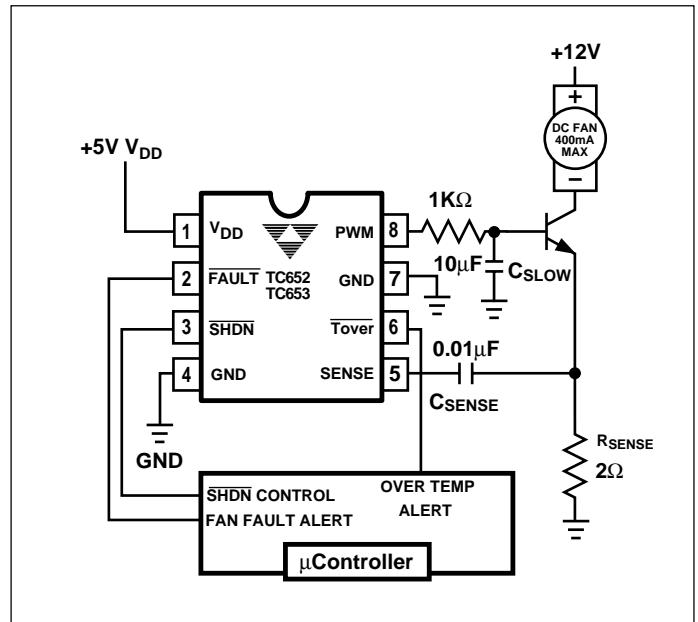 +12V
+
DC FAN
400mA
MAX
–
+5V VDD
1KΩ
1
VDD
PWM
8
10μF
CSLOW
2
FAULT
TC652
TC653
GND
7
3
SHDN
Tover
6
0.01μF
4
GND
SENSE
5
CSENSE
GND
RSENSE
2Ω
SHDN CONTROL
FAN FAULT ALERT
OVER TEMP
ALERT
μController